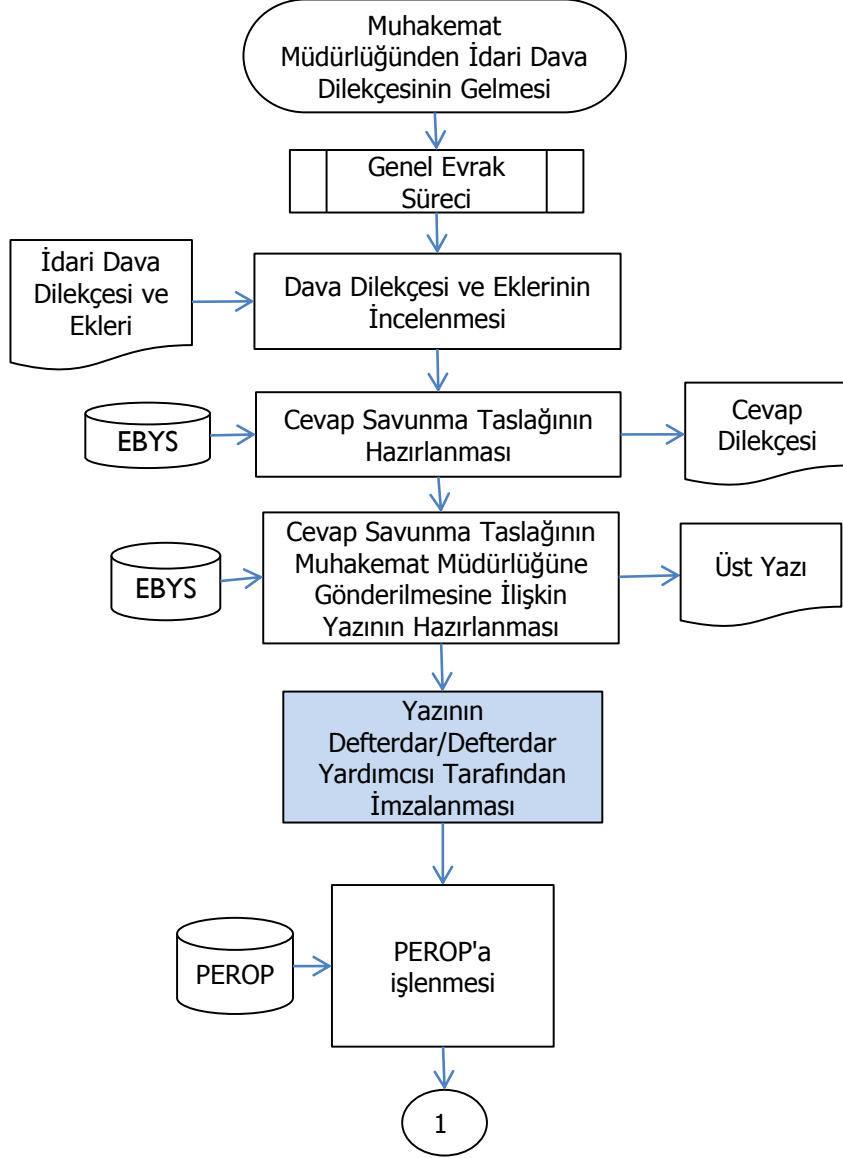 Muhakemat
Müdürlüğünden İdari Dava
Dilekçesinin Gelmesi
Genel Evrak
Süreci
İdari Dava
Dilekçesi ve
Ekleri
Dava Dilekçesi ve Eklerinin
İncelenmesi
EBYS
Cevap Savunma Taslağının
Hazırlanması
Cevap
Dilekçesi
EBYS
Cevap Savunma Taslağının
Muhakemat Müdürlüğüne
Gönderilmesine İlişkin
Yazının Hazırlanması
Üst Yazı
Yazının
Defterdar/Defterdar
Yardımcısı Tarafından
İmzalanması
PEROP
PEROP'a
işlenmesi
1